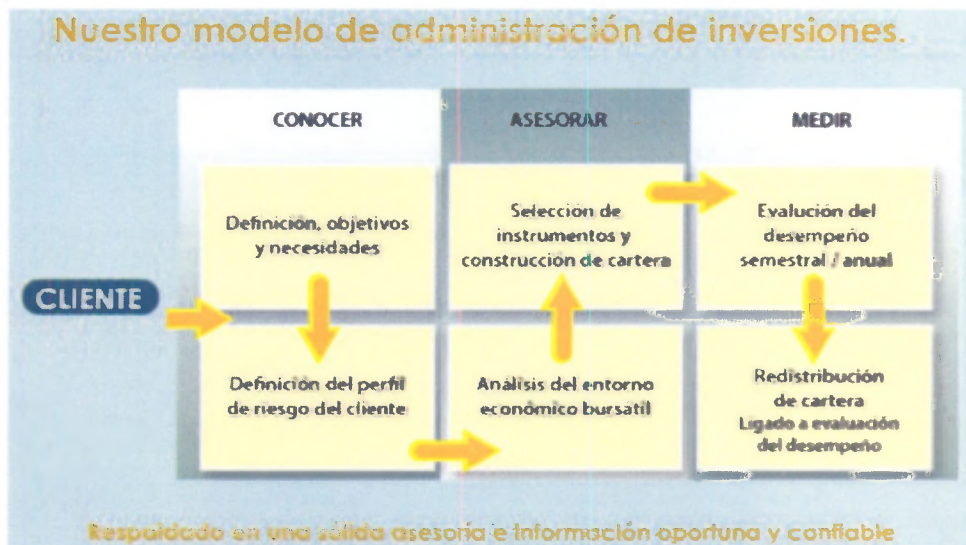 Nuestro modelo de administración de inversiones.
CONOCER
ASESORAR
MEDIR
Definición, objetivos
y necesidades
Selección de
instrumentos y
construcción de cartera
Evalución del
desempeño
semestral / anual
CLIENTE
Definición del perfil
de riesgo del cliente
Análisis del entorno
económico bursátil
Redistribución
de cartera
Ligado a evaluación
del desempeño
Respaldado en una sólida asesoría e información oportuna y confiable